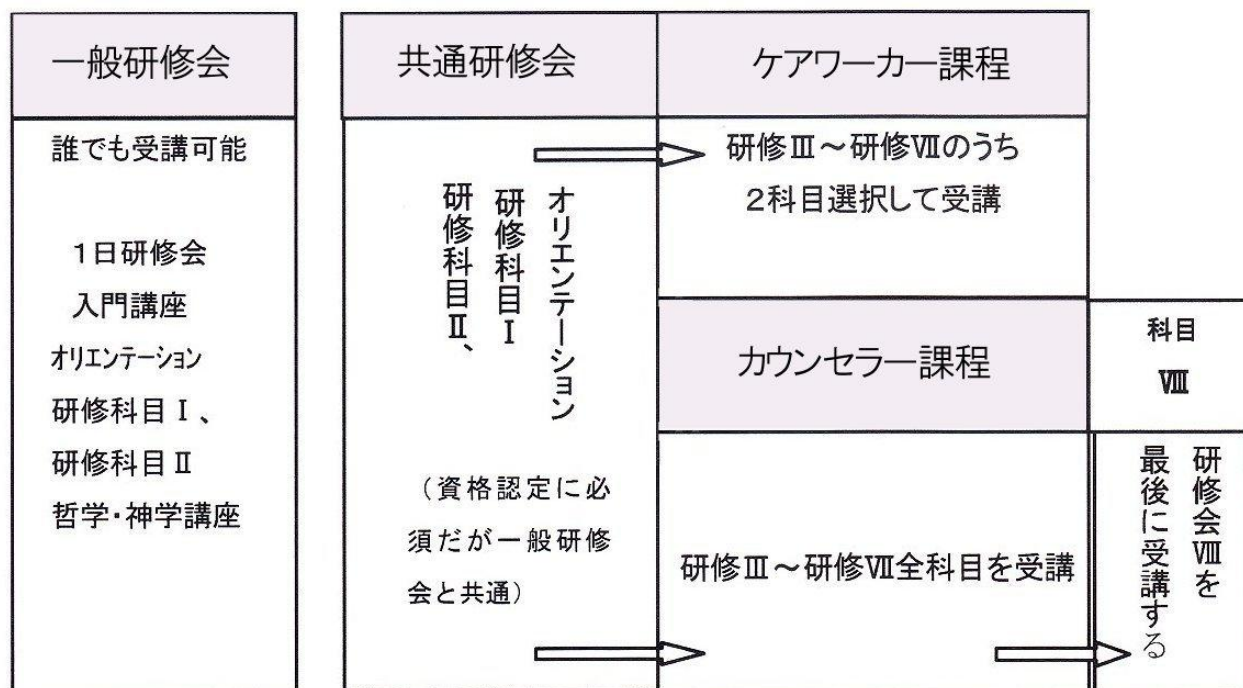 一般研修会
誰でも受講可能
1日研修会
入門講座
オリエンテーション
研修科目Ⅰ、
研修科目Ⅱ
哲学・神学講座
共通研修会
オリエンテーション
研修科目Ⅰ
研修科目Ⅱ、
（資格認定に必
須だが一般研修
会と共通）
ケアワーカー課程
研修Ⅲ～研修Ⅶのうち
２科目選択して受講
カウンセラー課程
研修Ⅲ～研修Ⅶ全科目を受講
科目
Ⅷ
研修会Ⅷを
最後に受講する